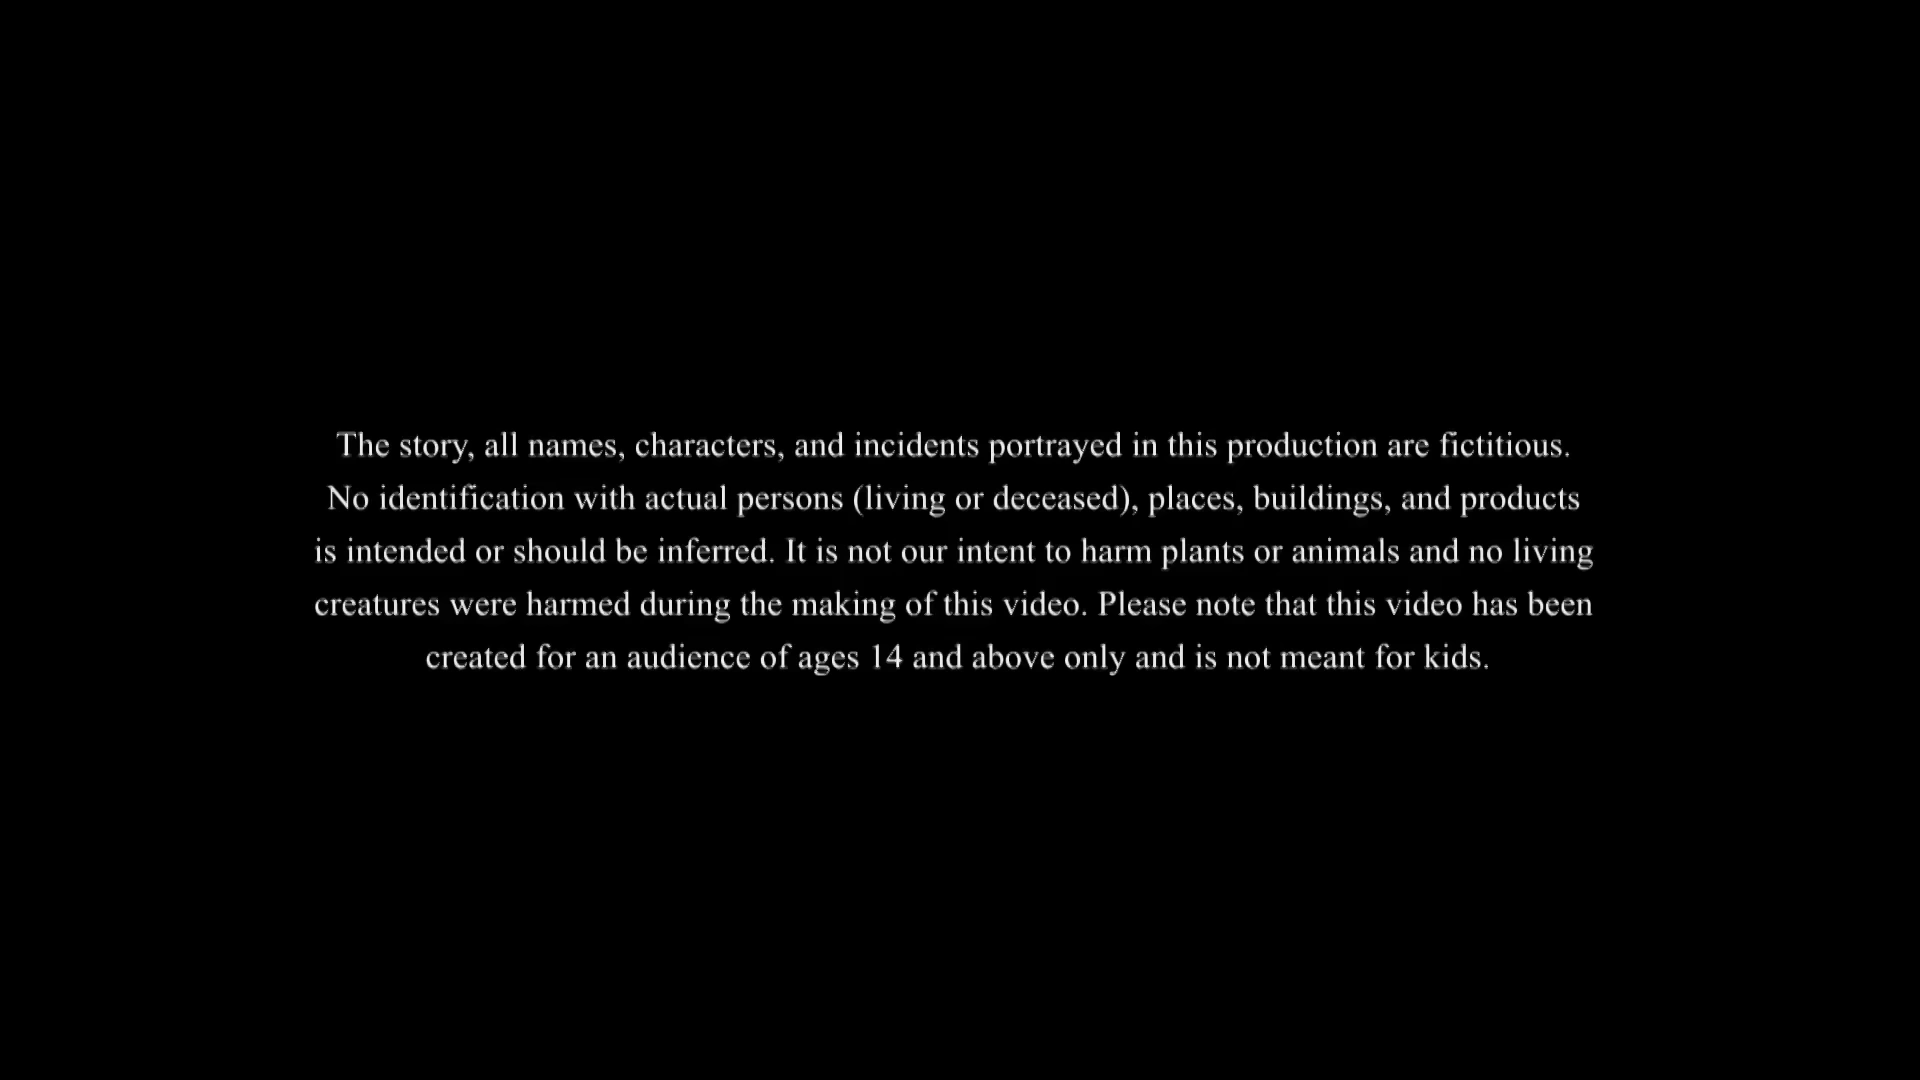 The story, all names, characters, and incidents portrayed in this production are fictitious.
No identification with actual persons (living or deceased), places, buildings, and products
is intended or should be inferred. It is not our intent to harm plants or animals and no living
creatures were harmed during the making of this video. Please note that this video has been
created for an audience of ages 14 and above only and is not meant for kids.